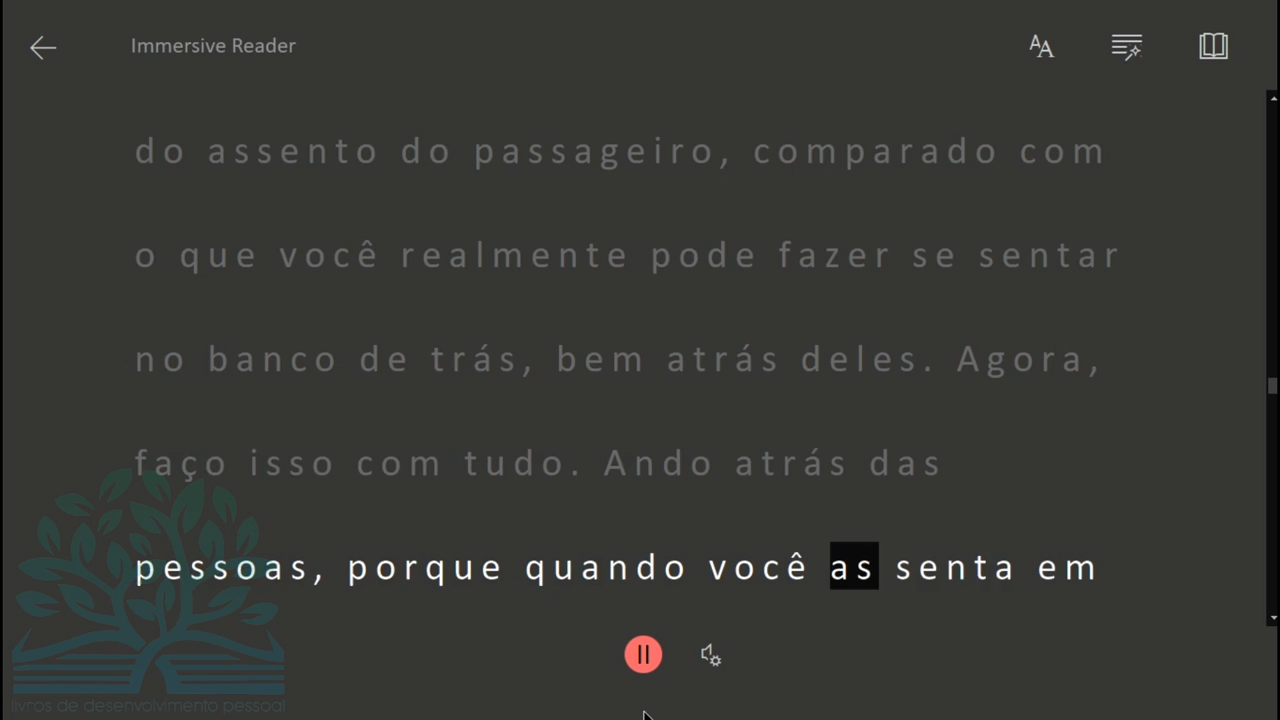 Immersive Reader
do assento do passageiro, comparado com
o que você realmente pode fazer se sentar
no banco de trás, bem atrás deles. Agora,
faço isso com tudo. Ando atrás das
pessoas, porque quando você as senta em
livros de desenvolvimento pessoal